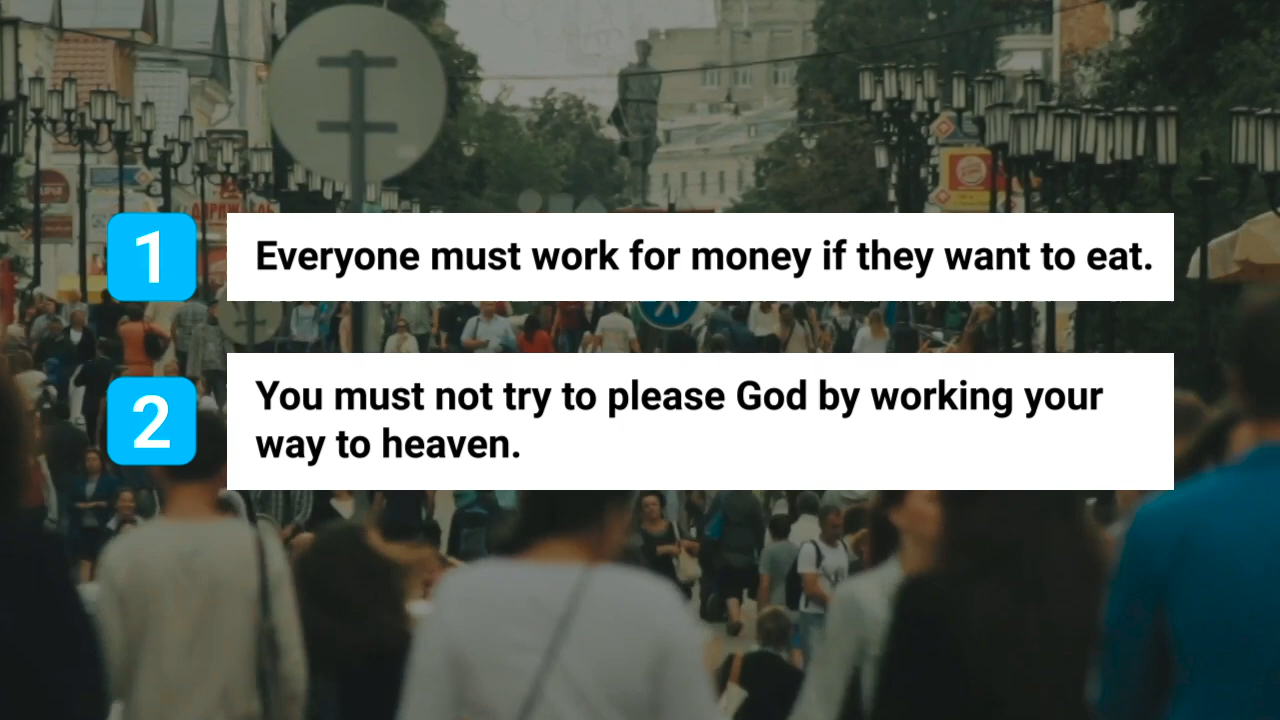 1
Everyone must work for money if they want to eat.
2
You must not try to please God by working your
way to heaven.